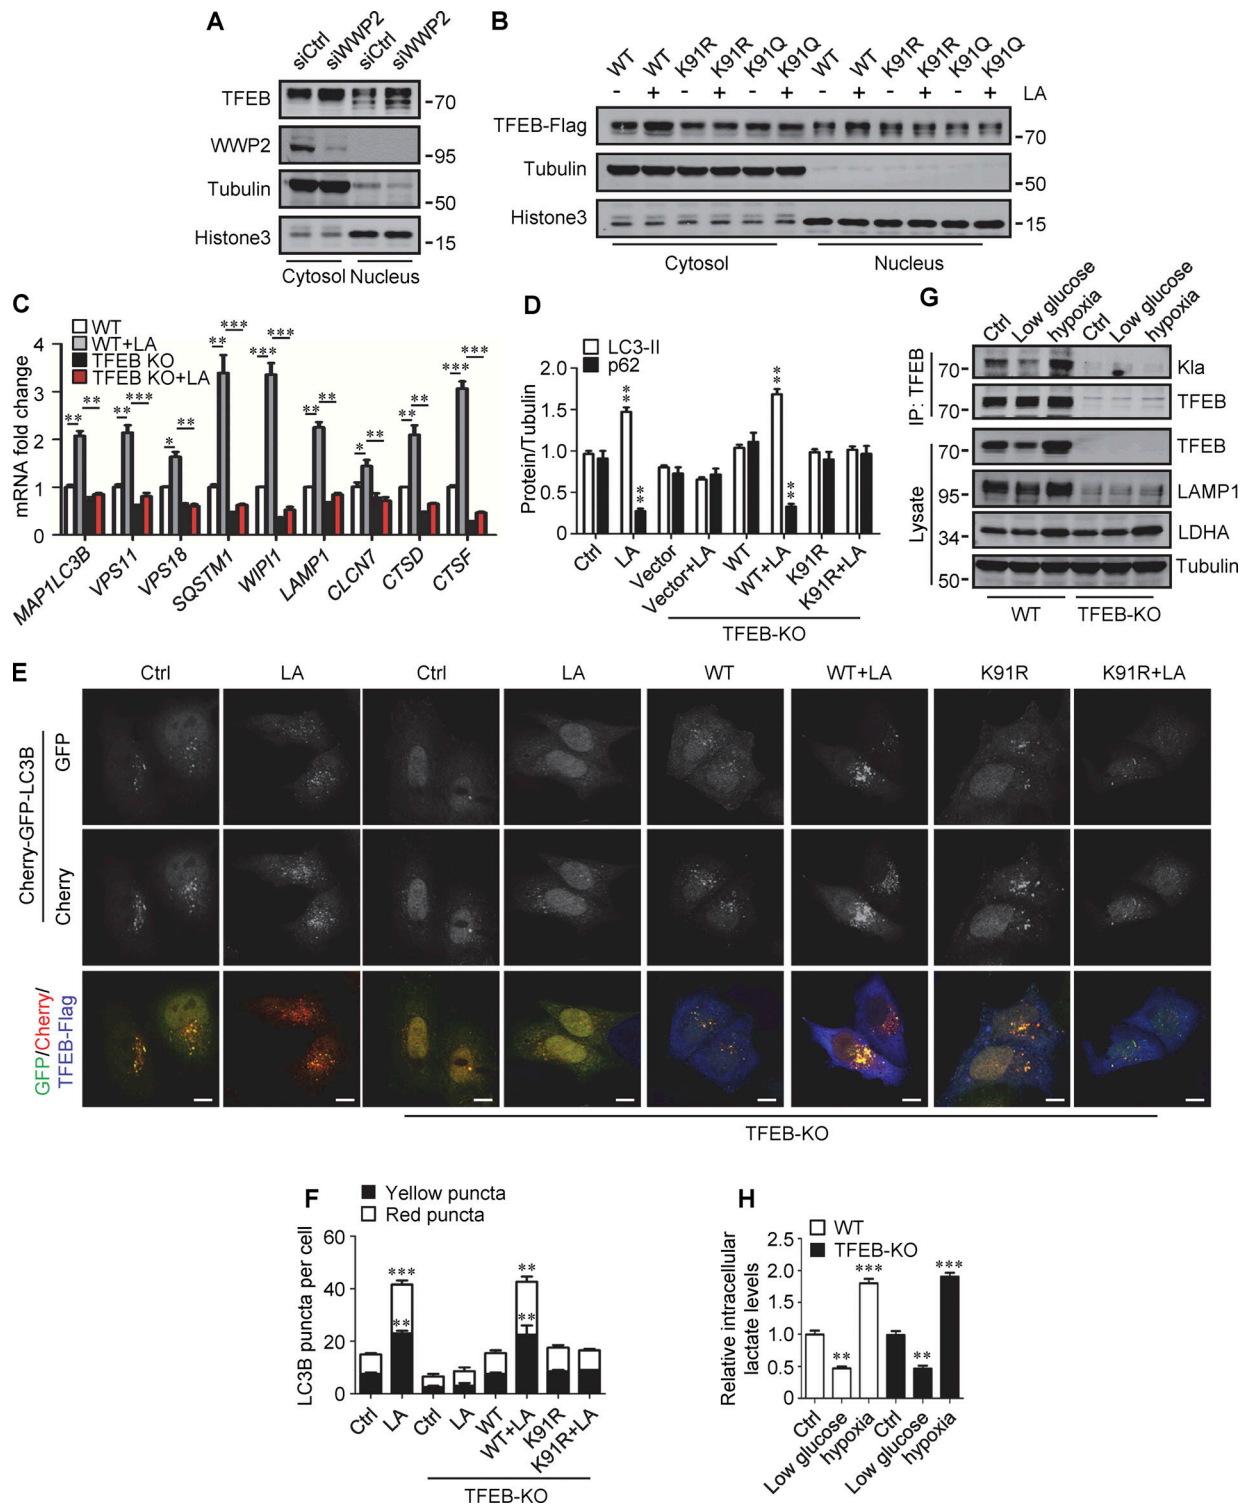 A
siCtrl siWWP2 siCtrl siWWP2
TFEB -70
WWP2 -95
Tubulin -50
Histone3 -15
Cytosol Nucleus
B
WT WT K91R K91R K91Q K91Q WT WT K91R K91R K91Q K91Q
- + - + - + - + - + - + LA
TFEB-Flag -70
Tubulin -50
Histone3 -15
Cytosol Nucleus
C
WT
WT+LA
TFEB KO
TFEB KO+LA
mRNA fold change
4
3
2
1
0
** ** ** *** * ** ** *** *** *** ** *** * ** ** ** *** ***
MAP1LC3B VPS11 VPS18 SQSTM1 WIPI1 LAMP1 CLCN7 CTSD CTSF
D
LC3-II
p62
Protein/Tubulin
2.0
1.5
1.0
0.5
0
** ** ** **
Ctrl LA Vector Vector+LA WT WT+LA K91R K91R+LA
TFEB-KO
G
Ctrl Low glucose hypoxia Ctrl Low glucose hypoxia
IP: TFEB
70- Kla
70- TFEB
Lysate
70- TFEB
95- LAMP1
34- LDHA
50- Tubulin
WT TFEB-KO
E
Ctrl LA Ctrl LA WT WT+LA K91R K91R+LA
Cherry-GFP-LC3B
GFP
Cherry
GFP/Cherry/
TFEB-Flag
TFEB-KO
F
Yellow puncta
Red puncta
LC3B puncta per cell
60
40
20
0
*** ** ** **
Ctrl LA Ctrl LA WT WT+LA K91R K91R+LA
TFEB-KO
H
WT
TFEB-KO
Relative intracellular
lactate levels
2.5
2.0
1.5
1.0
0.5
0
** *** ** ***
Ctrl Low glucose hypoxia Ctrl Low glucose hypoxia